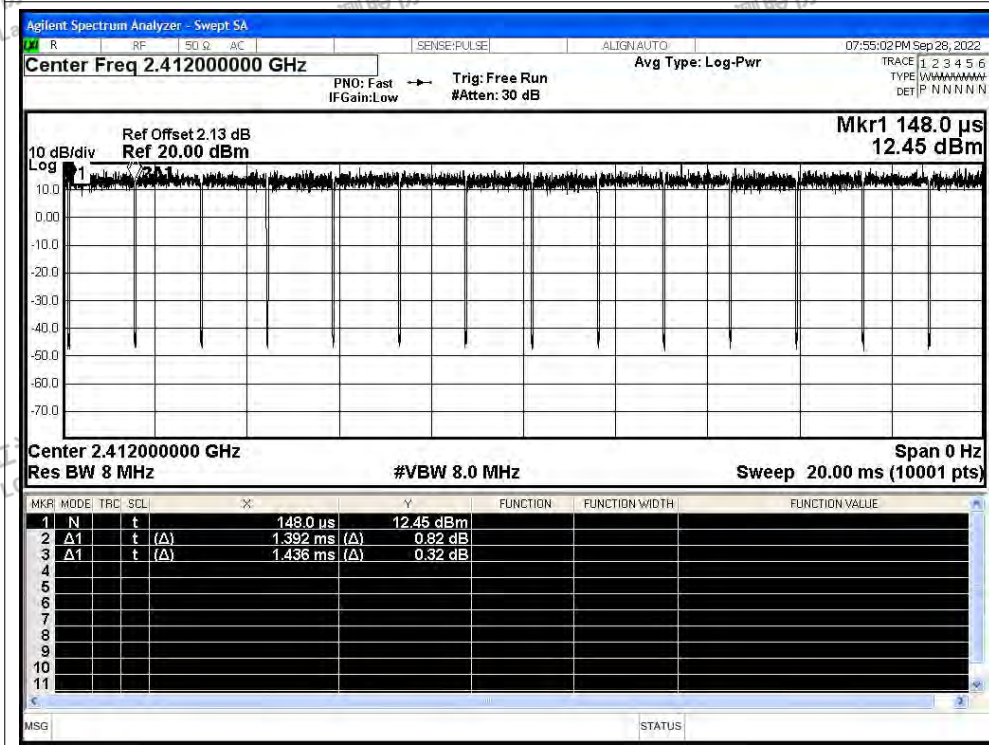 Agilent Spectrum Analyzer - Swept SA
R RF 50 Ω AC SENSE:PULSE ALIGN AUTO 07:55:02 PM Sep 28, 2022
Center Freq 2.412000000 GHz Avg Type: Log-Pwr TRACE 1 2 3 4 5 6
PNO: Fast Trig: Free Run TYPE WWWWWW
IFGain:Low #Atten: 30 dB DET P N N N N N
Mkr1 148.0 µs
12.45 dBm
Ref Offset 2.13 dB
10 dB/div Ref 20.00 dBm
Log
1 2Δ1
10.0
0.00
-10.0
-20.0
-30.0
-40.0
-50.0
-60.0
-70.0
Center 2.412000000 GHz Span 0 Hz
Res BW 8 MHz #VBW 8.0 MHz Sweep 20.00 ms (10001 pts)
MKR MODE TRC SCL X Y FUNCTION FUNCTION WIDTH FUNCTION VALUE
1 N t 148.0 µs 12.45 dBm
2 Δ1 t (Δ) 1.392 ms (Δ) 0.82 dB
3 Δ1 t (Δ) 1.436 ms (Δ) 0.32 dB
4
5
6
7
8
9
10
11
MSG STATUS